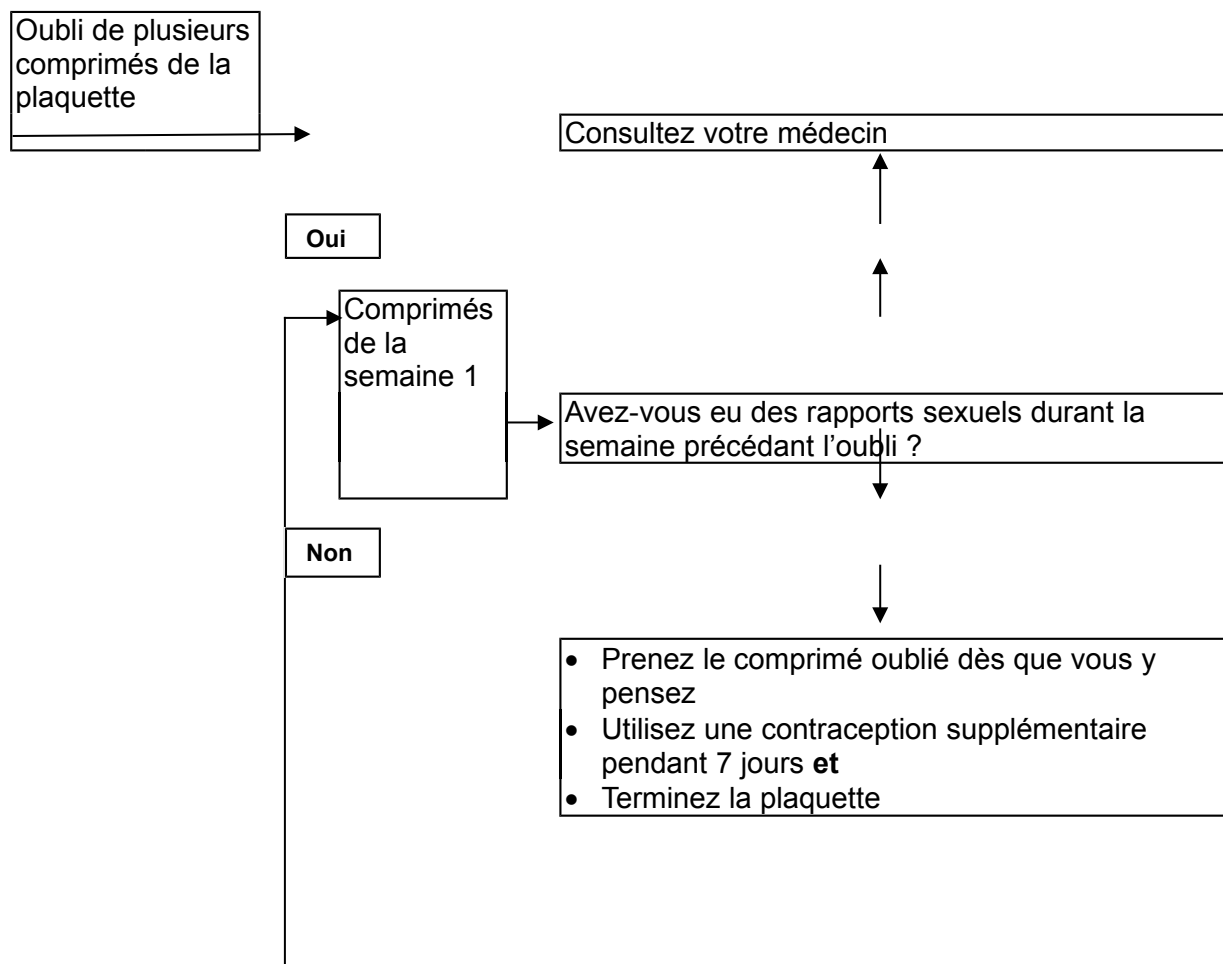 Oubli de plusieurs
comprimés de la
plaquette
Consultez votre médecin
Oui
Comprimés
de la
semaine 1
Avez-vous eu des rapports sexuels durant la
semaine précédant l’oubli ?
Non
• Prenez le comprimé oublié dès que vous y
pensez
• Utilisez une contraception supplémentaire
pendant 7 jours et
• Terminez la plaquette